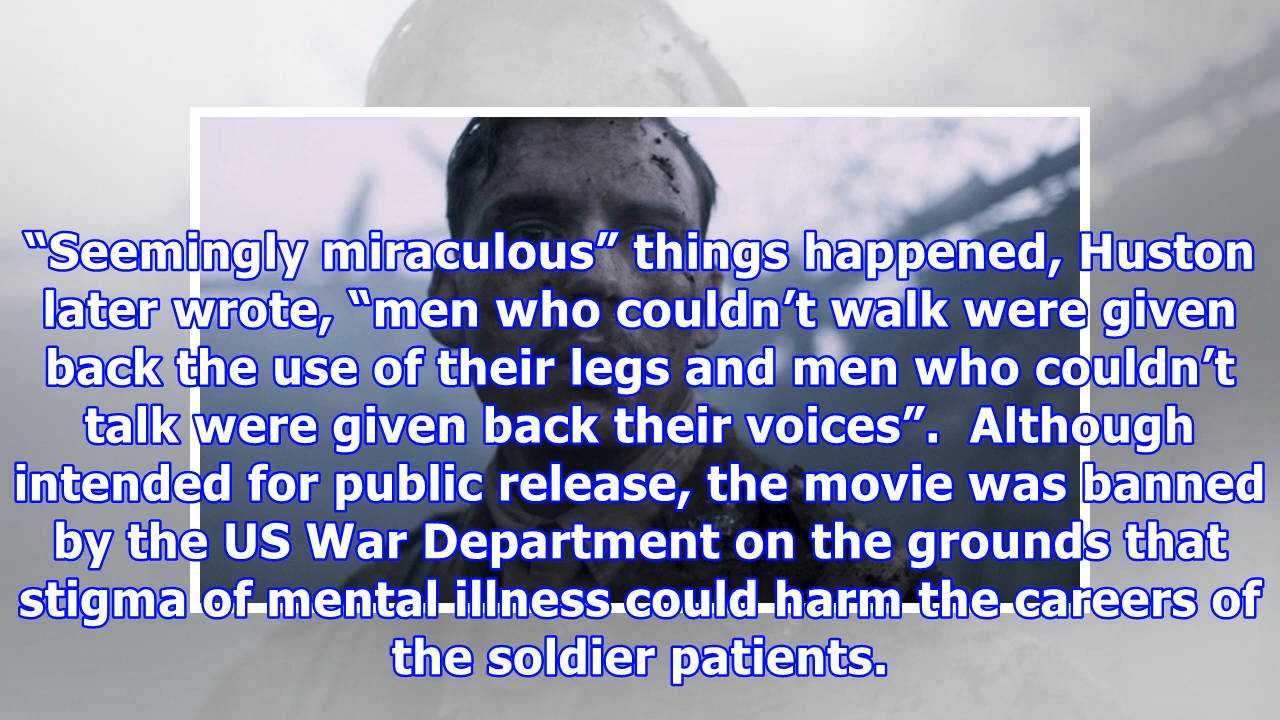 “Seemingly miraculous” things happened, Huston
later wrote, “men who couldn’t walk were given
back the use of their legs and men who couldn’t
talk were given back their voices”.  Although
intended for public release, the movie was banned
by the US War Department on the grounds that
stigma of mental illness could harm the careers of
the soldier patients.